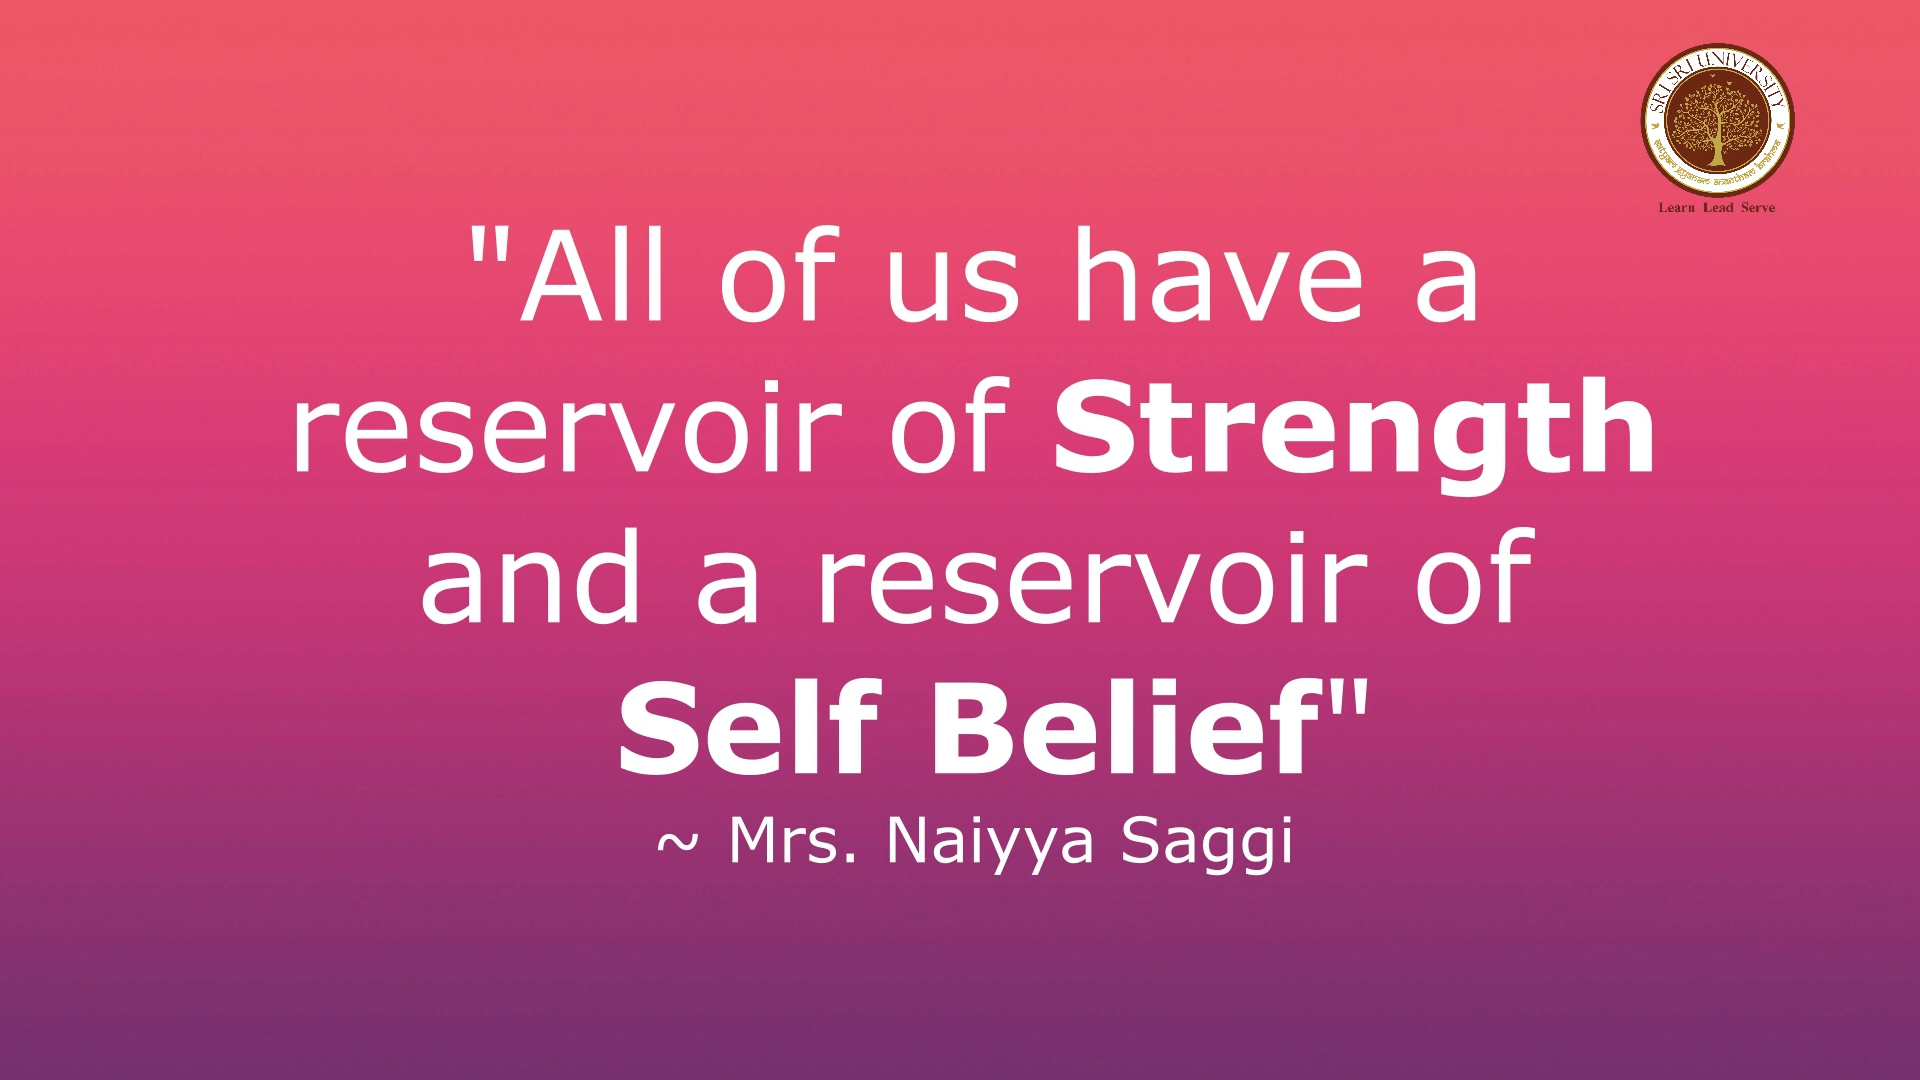 SRI SRI UNIVERSITY
Learn Lead Serve
"All of us have a
reservoir of Strength
and a reservoir of
Self Belief"
~ Mrs. Naiyya Saggi